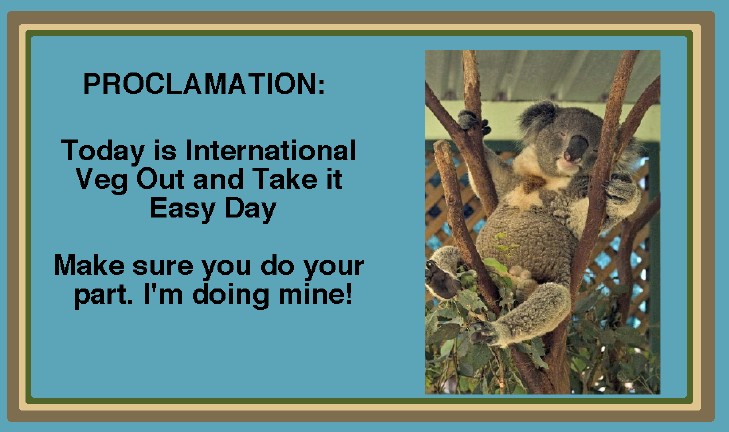 PROCLAMATION:
Today is International
Veg Out and Take it
Easy Day
Make sure you do your
part. I'm doing mine!